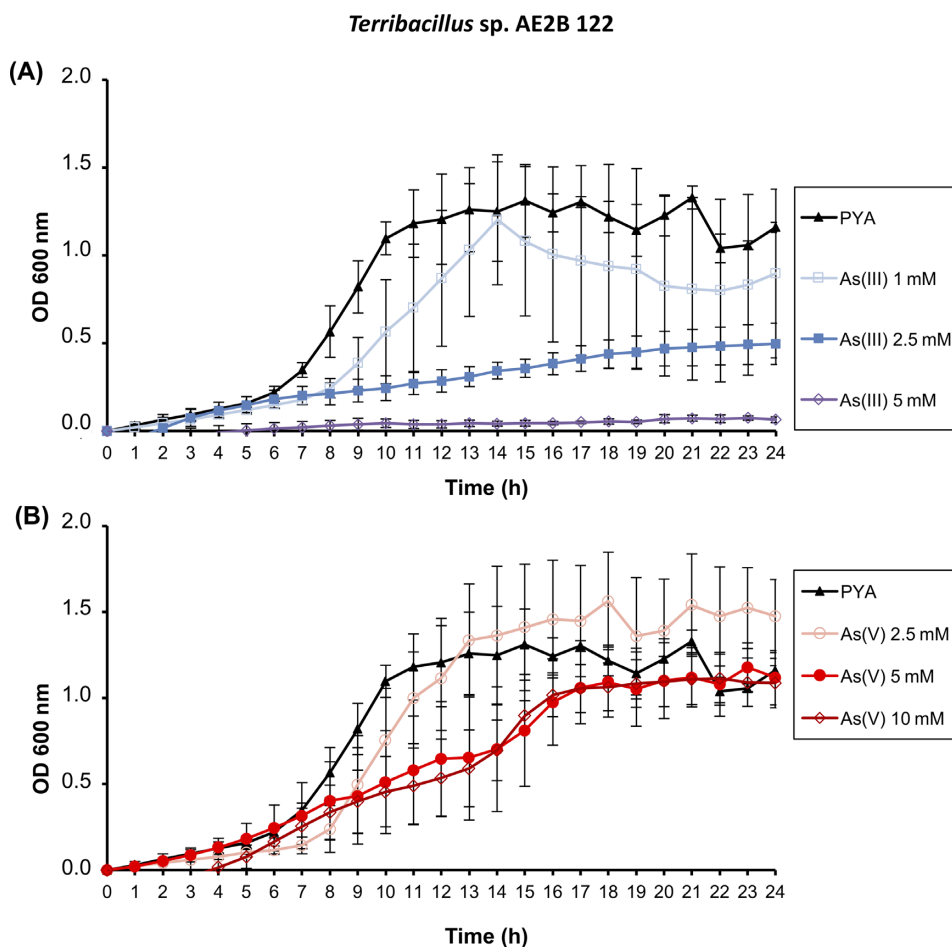 Terribacillus sp. AE2B 122
(A)
2.0
1.5
1.0
0.5
0.0
OD 600 nm
0 1 2 3 4 5 6 7 8 9 10 11 12 13 14 15 16 17 18 19 20 21 22 23 24
Time (h)
PYA
As(III) 1 mM
As(III) 2.5 mM
As(III) 5 mM
(B)
2.0
1.5
1.0
0.5
0.0
OD 600 nm
0 1 2 3 4 5 6 7 8 9 10 11 12 13 14 15 16 17 18 19 20 21 22 23 24
Time (h)
PYA
As(V) 2.5 mM
As(V) 5 mM
As(V) 10 mM